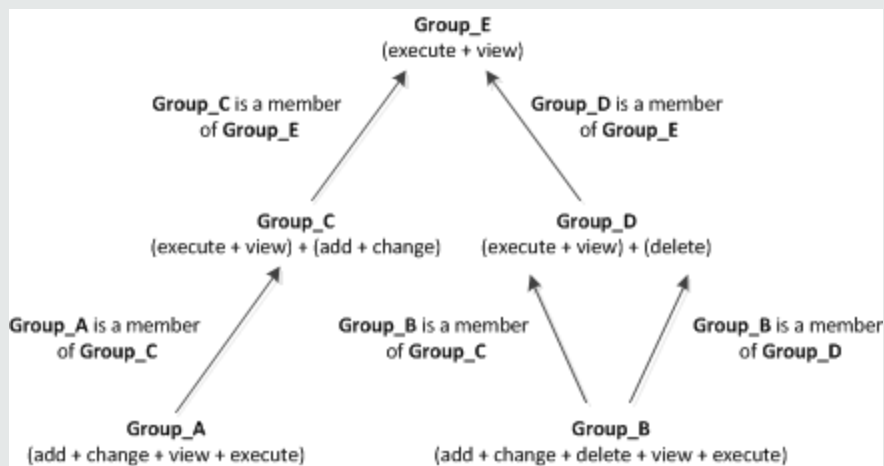 Group_E
(execute + view)
Group_C is a member
of Group_E
Group_D is a member
of Group_E
Group_C
(execute + view) + (add + change)
Group_D
(execute + view) + (delete)
Group_A is a member
of Group_C
Group_B is a member
of Group_C
Group_B is a member
of Group_D
Group_A
(add + change + view + execute)
Group_B
(add + change + delete + view + execute)